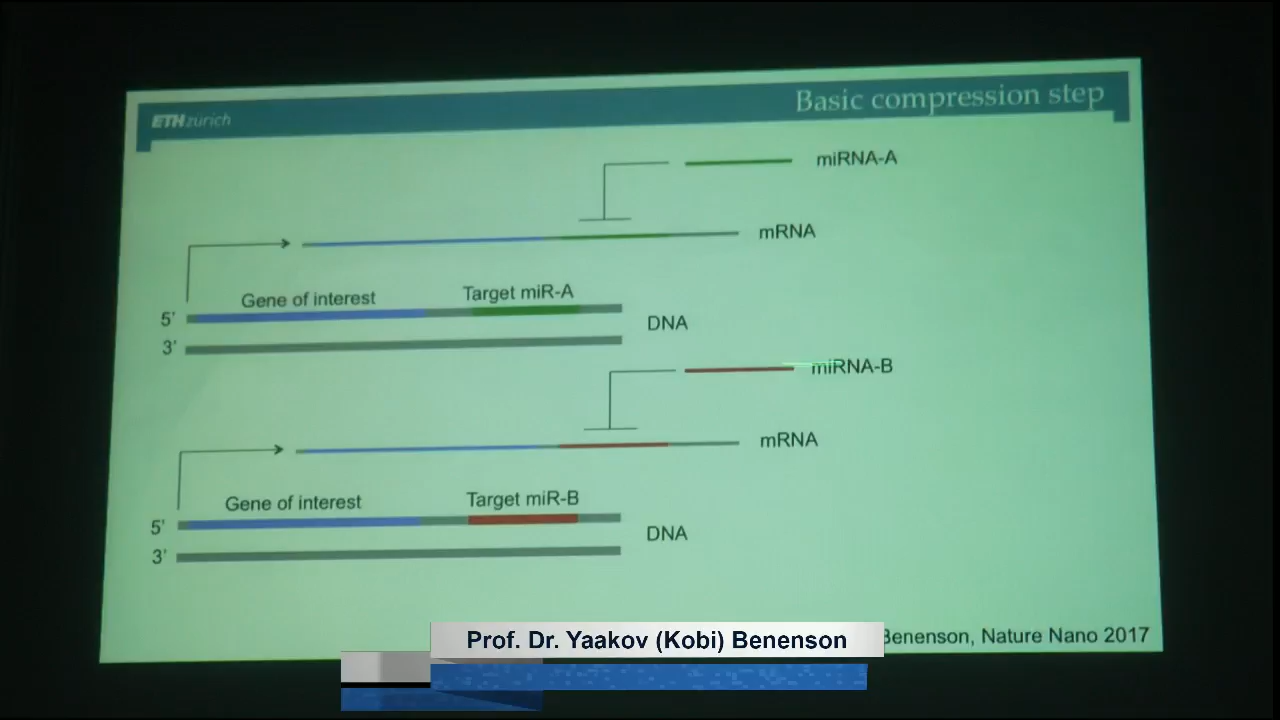 ETHzürich
Basic compression step
miRNA-A
mRNA
Gene of interest
Target miR-A
5'
DNA
3'
miRNA-B
mRNA
Gene of interest
Target miR-B
5'
DNA
3'
Benenson, Nature Nano 2017
Prof. Dr. Yaakov (Kobi) Benenson